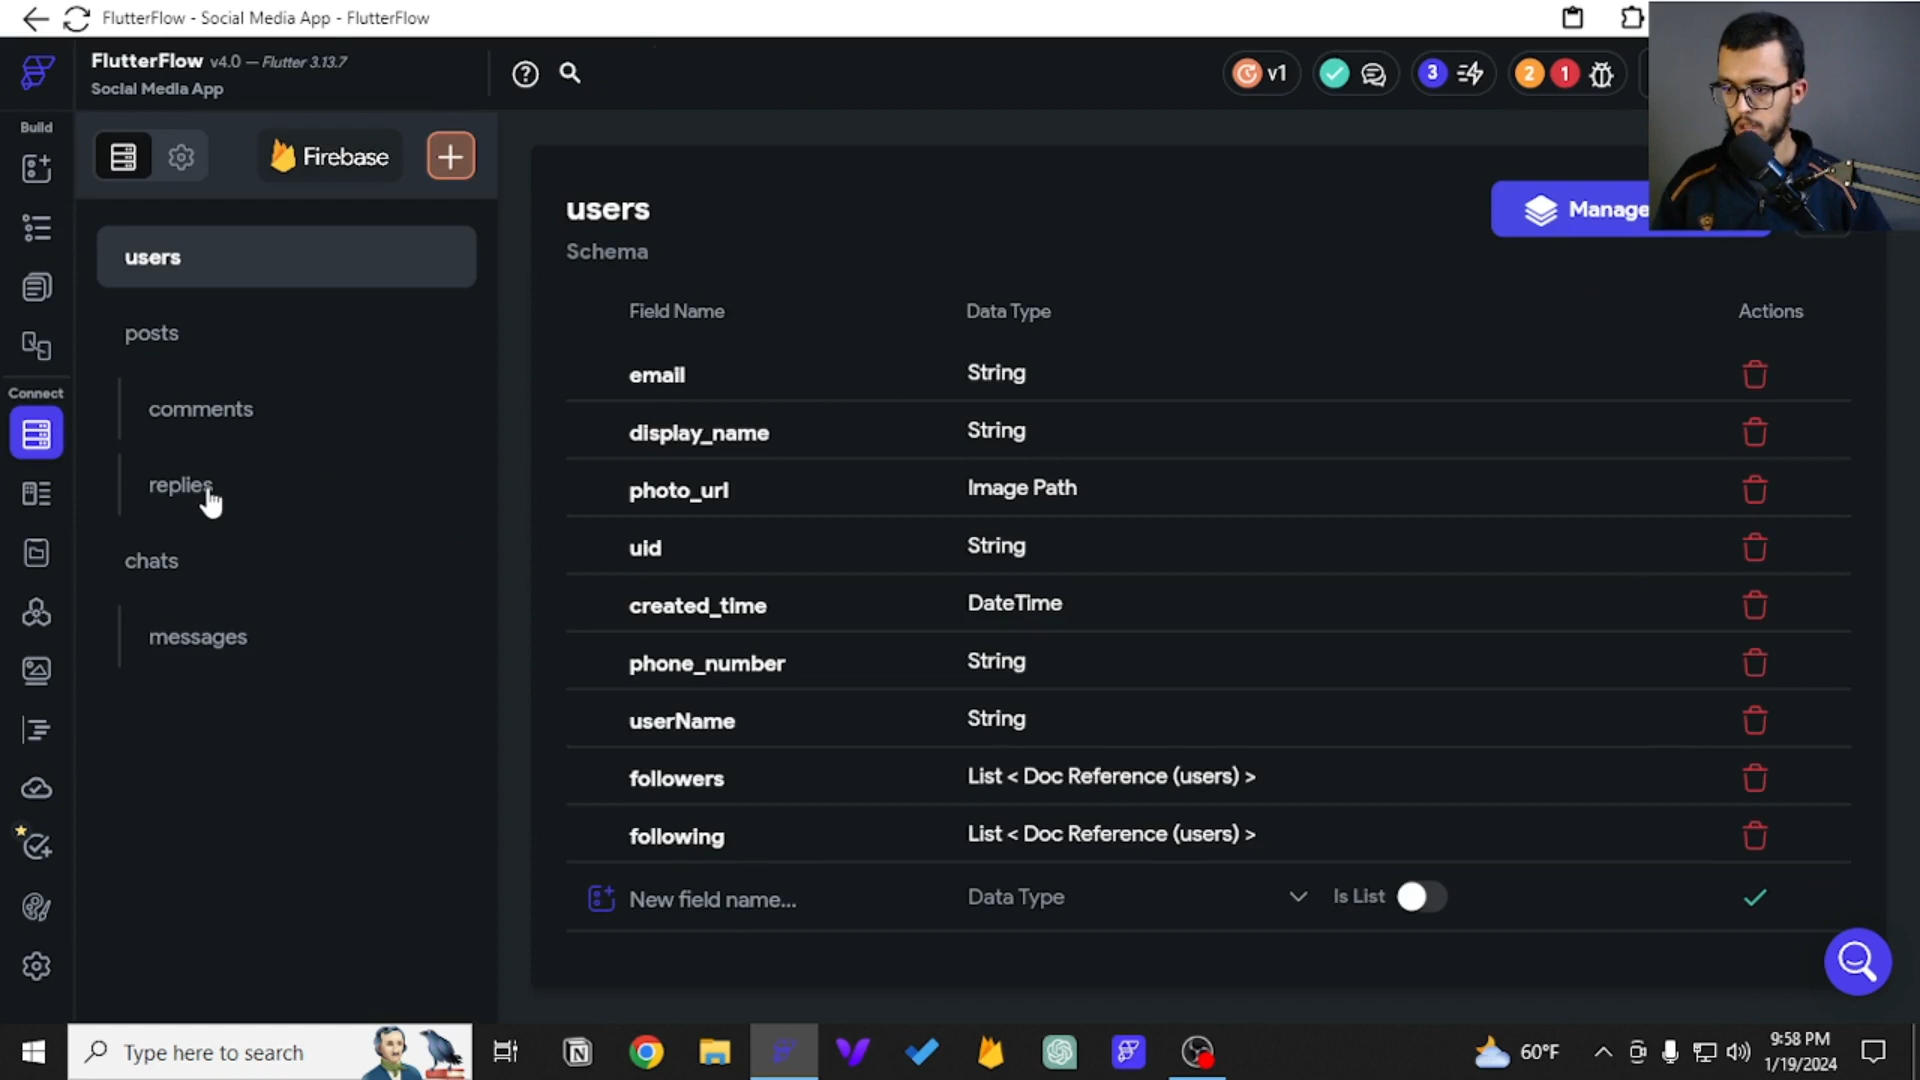 FlutterFlow - Social Media App - FlutterFlow
FlutterFlow v4.0 — Flutter 3.13.7
Social Media App
v1
3
2 1
Build
Connect
Firebase
users
posts
comments
replies
chats
messages
users
Schema
Manage
Field Name Data Type Actions
email String
display_name String
photo_url Image Path
uid String
created_time DateTime
phone_number String
userName String
followers List < Doc Reference (users) >
following List < Doc Reference (users) >
New field name... Data Type Is List
Type here to search
60°F
9:58 PM
1/19/2024